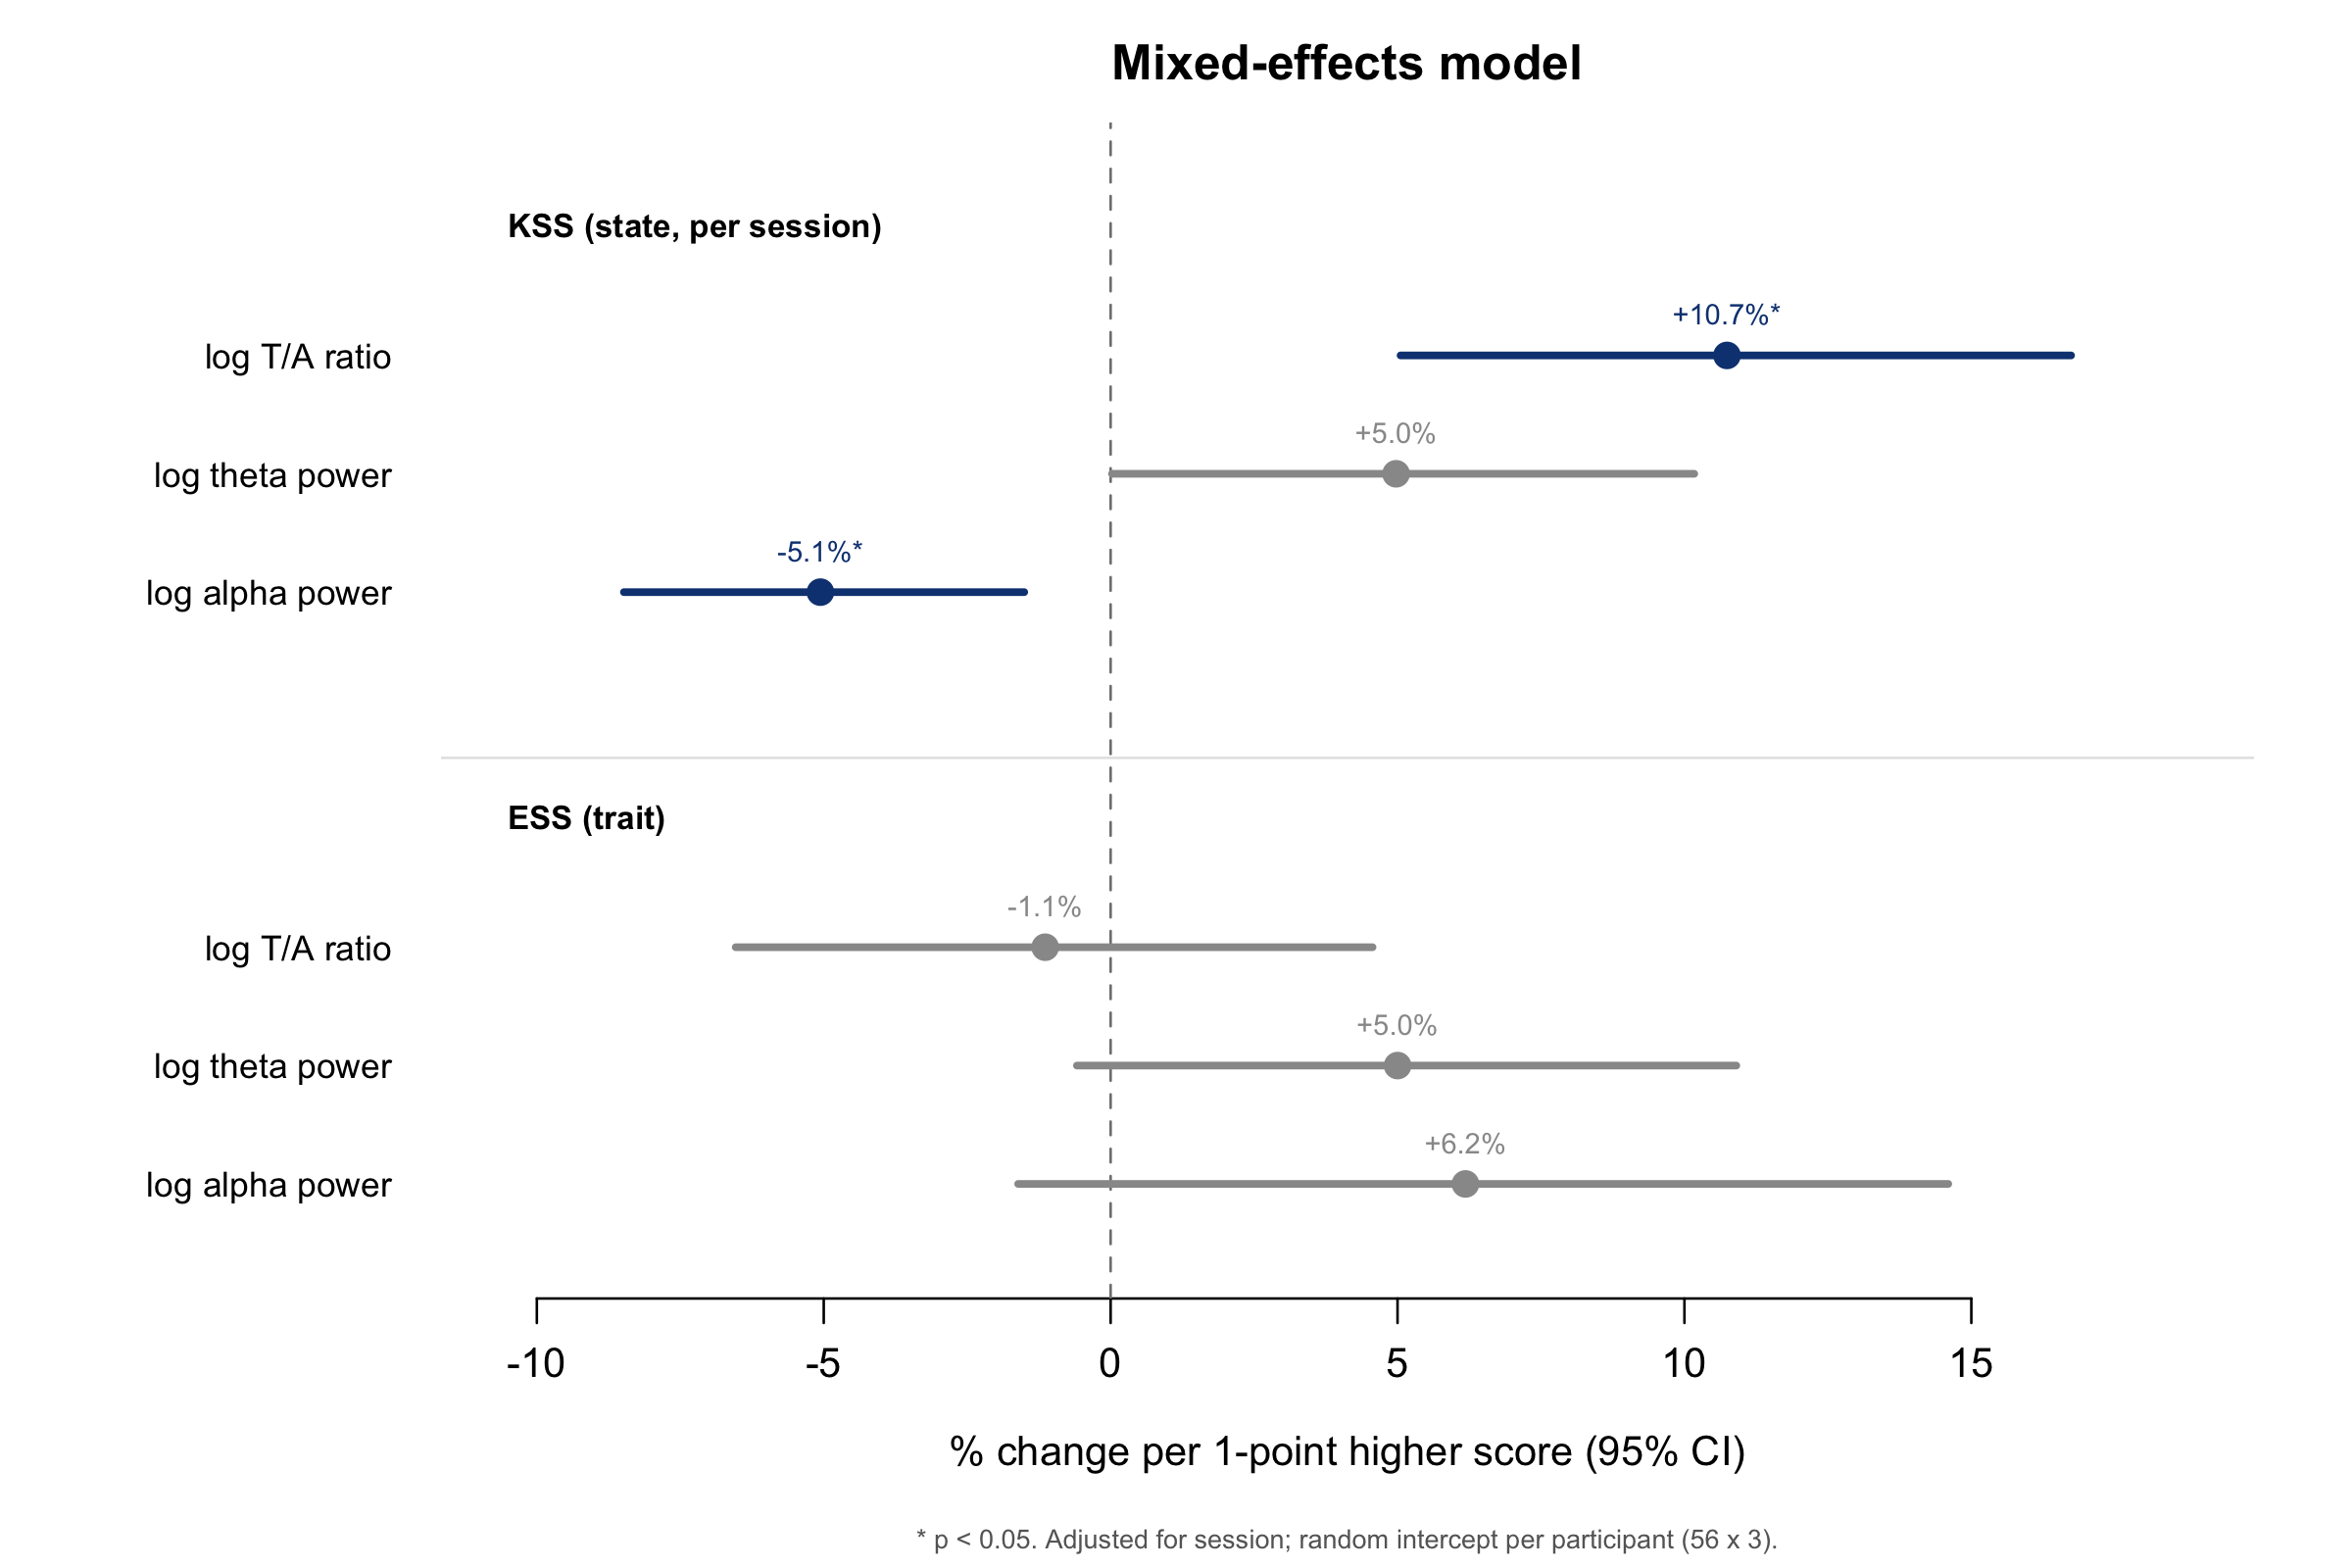 Mixed-effects model
KSS (state, per session)
+10.7%*
log T/A ratio
+5.0%
log theta power
-5.1%*
log alpha power
ESS (trait)
-1.1%
log T/A ratio
+5.0%
log theta power
+6.2%
log alpha power
-10 -5 0 5 10 15
% change per 1-point higher score (95% CI)
* p < 0.05. Adjusted for session; random intercept per participant (56 x 3).